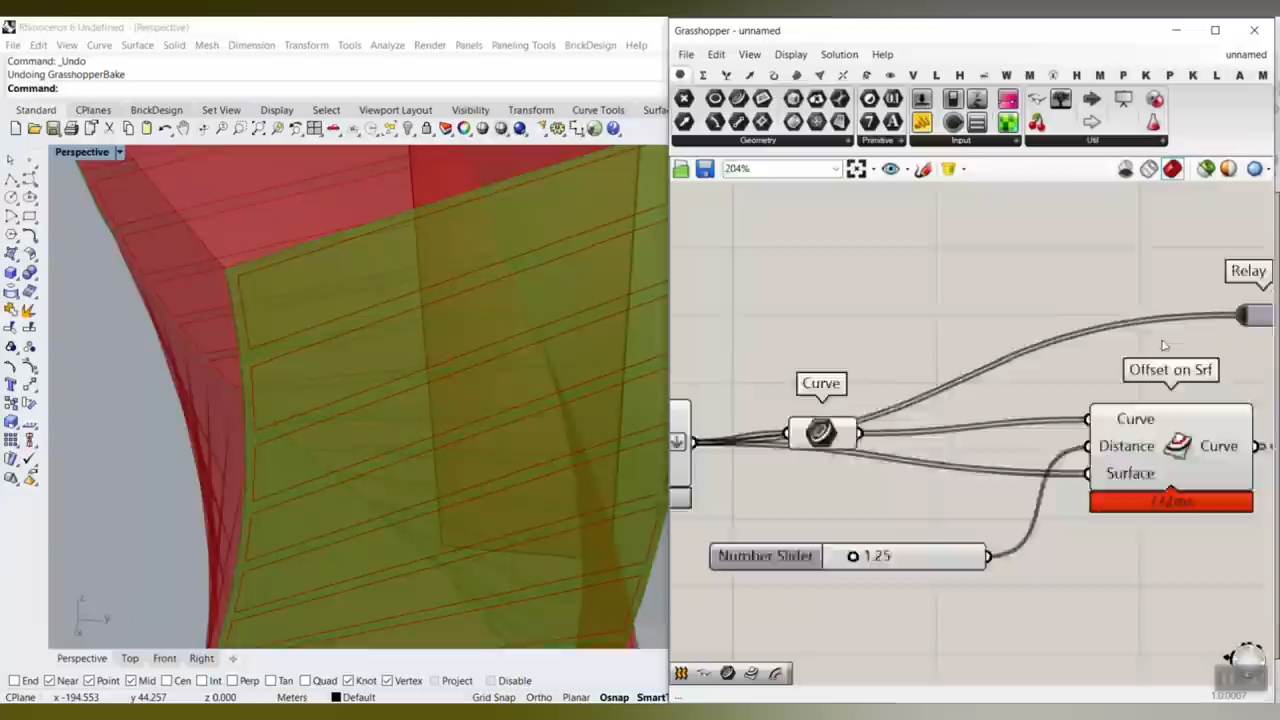 Rhinoceros 6 Undefined - (Perspective)
File Edit View Curve Surface Solid Mesh Dimension Transform Tools Analyze Render Panels Paneling Tools BrickDesign Help
Command: _Undo
Undoing GrasshopperBake
Command:
Standard CPlanes BrickDesign Set View Display Select Viewport Layout Visibility Transform Curve Tools Surfa
Perspective
z
y
x
Perspective Top Front Right
End Near Point Mid Cen Int Perp Tan Quad Knot Vertex Project Disable
CPlane x -194.553 y 44.257 z 0.000 Meters Default Grid Snap Ortho Planar Osnap SmartT
Grasshopper - unnamed
File Edit View Display Solution Help unnamed
V L H W M H M P K P K L A M
Geometry Primitive Input Util
204%
Relay
Offset on Srf
Curve
Curve
Distance Curve
Surface
Number Slider 1.25
1.0.0007